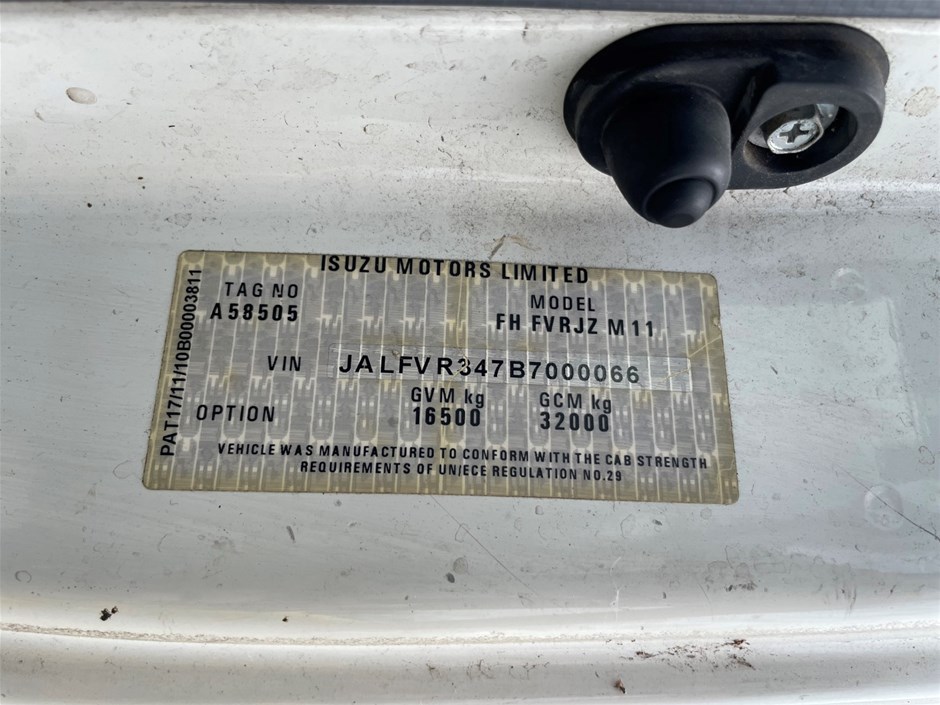 ISUZU MOTORS LIMITED
TAG NO
A58505
MODEL
FH FVRJZ M11
VIN JALFVR347B7000066
GVM kg GCM kg
OPTION 16500 32000
VEHICLE WAS MANUFACTURED TO CONFORM WITH THE CAB STRENGTH
REQUIREMENTS OF UN/ECE REGULATION NO.29
PAT17/11/10B00003811